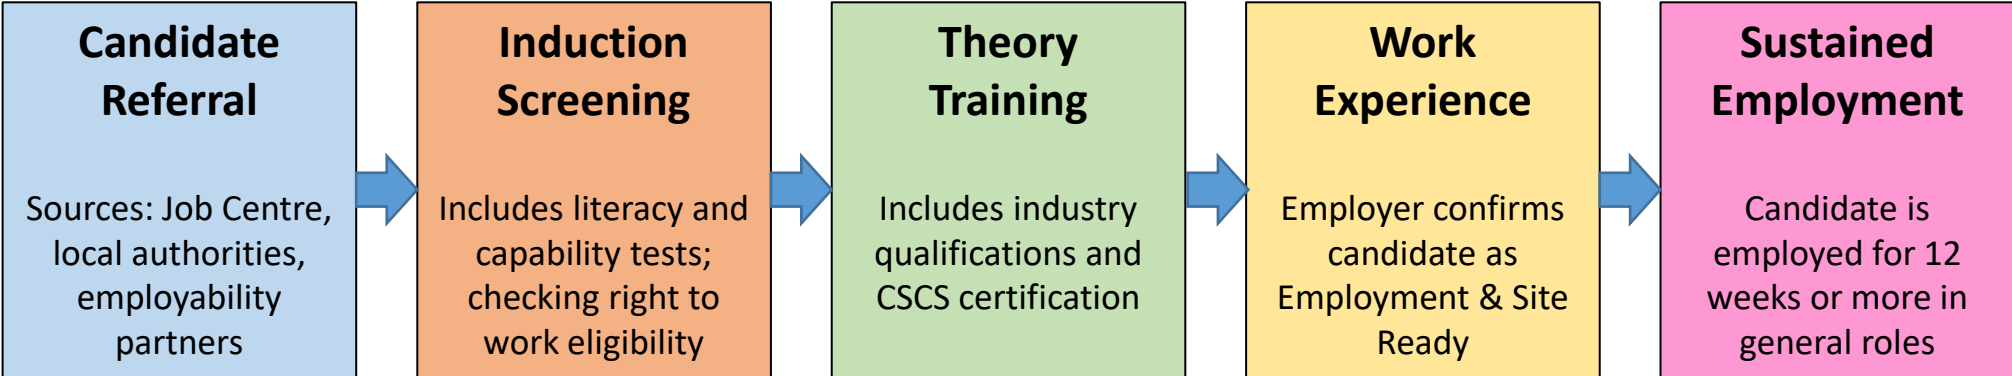 Candidate
Referral
Sources: Job Centre,
local authorities,
employability
partners
Induction
Screening
Includes literacy and
capability tests;
checking right to
work eligibility
Theory
Training
Includes industry
qualifications and
CSCS certification
Work
Experience
Employer confirms
candidate as
Employment & Site
Ready
Sustained
Employment
Candidate is
employed for 12
weeks or more in
general roles